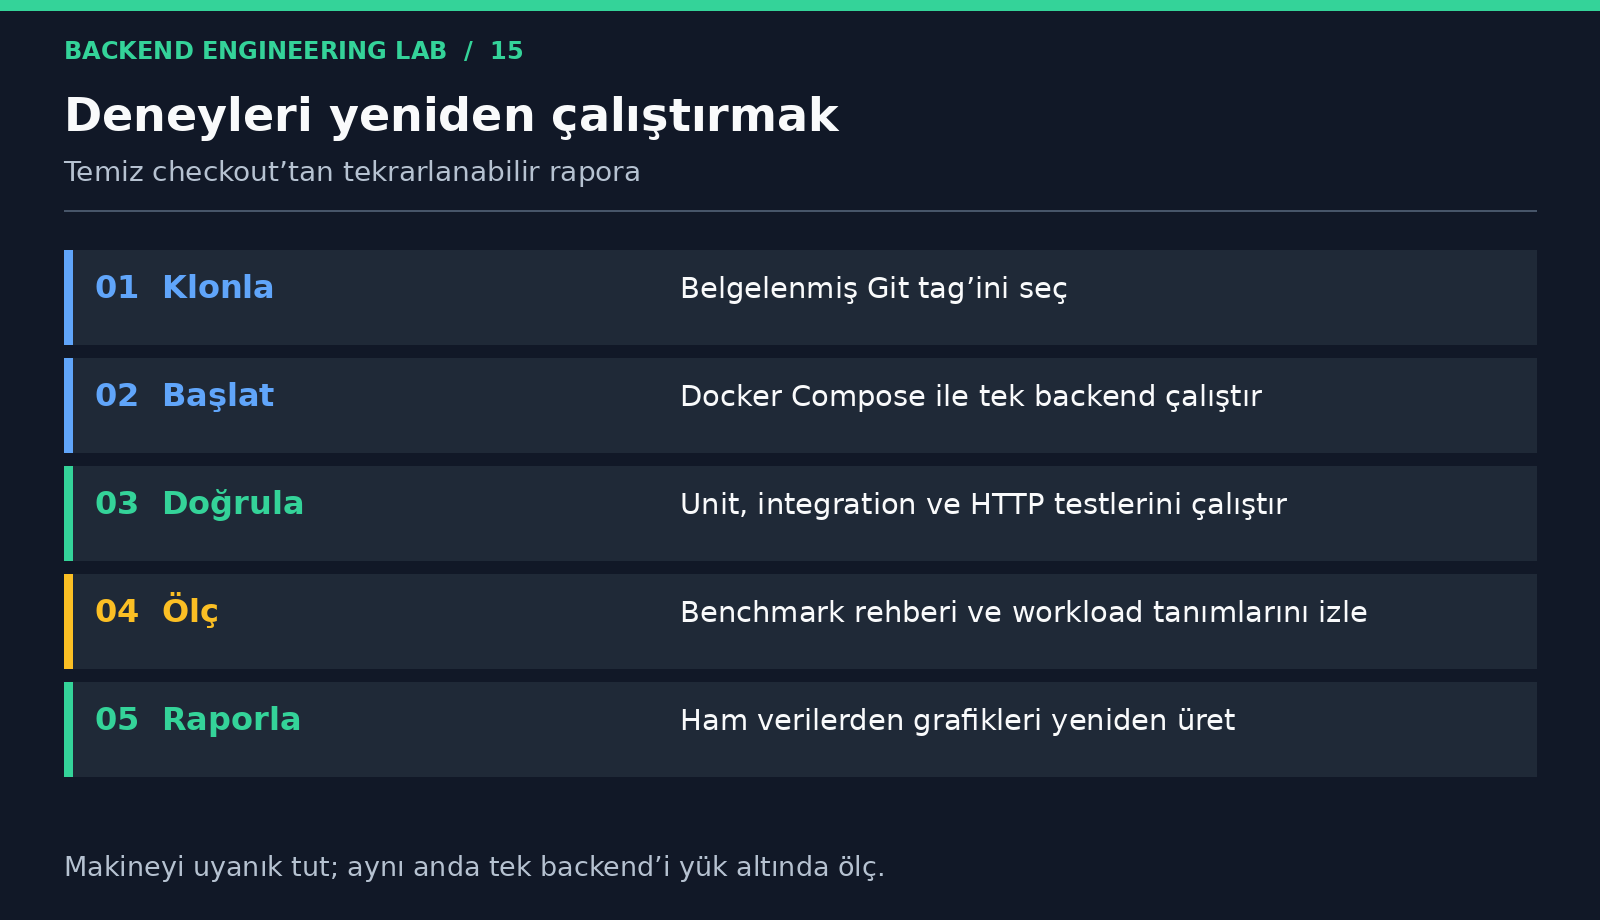 BACKEND ENGINEERING LAB / 15
Deneyleri yeniden çalıştırmak
Temiz checkout’tan tekrarlanabilir rapora
01 Klonla Belgelenmiş Git tag’ini seç
02 Başlat Docker Compose ile tek backend çalıştır
03 Doğrula Unit, integration ve HTTP testlerini çalıştır
04 Ölç Benchmark rehberi ve workload tanımlarını izle
05 Raporla Ham verilerden grafikleri yeniden üret
Makineyi uyanık tut; aynı anda tek backend’i yük altında ölç.